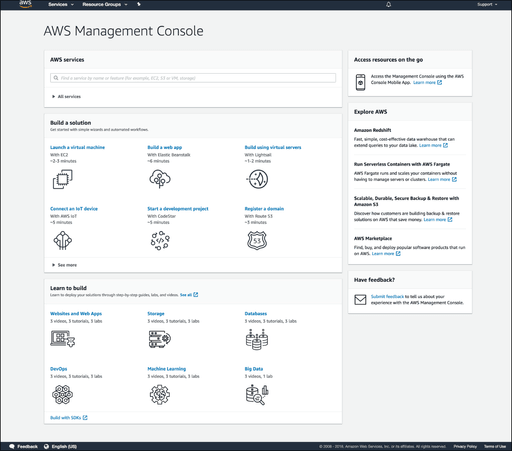 aws
Services
Resource Groups
Support
AWS Management Console
AWS services
Find a service by name or feature (for example, EC2, S3 or VM, storage).
All services
Build a solution
Get started with simple wizards and automated workflows.
Launch a virtual machine
With EC2
~2-3 minutes
Build a web app
With Elastic Beanstalk
~6 minutes
Build using virtual servers
With Lightsail
~1-2 minutes
Connect an IoT device
With AWS IoT
~5 minutes
Start a development project
With CodeStar
~5 minutes
Register a domain
With Route 53
~3 minutes
53
See more
Learn to build
Learn to deploy your solutions through step-by-step guides, labs, and videos. See all
Websites and Web Apps
3 videos, 3 tutorials, 3 labs
Storage
3 videos, 3 tutorials, 3 labs
Databases
3 videos, 3 tutorials, 3 labs
DevOps
3 videos, 3 tutorials, 3 labs
Machine Learning
3 videos, 3 tutorials, 3 labs
Big Data
3 videos, 1 lab
Build with SDKs
Access resources on the go
Access the Management Console using the AWS
Console Mobile App. Learn more
Explore AWS
Amazon Redshift
Fast, simple, cost-effective data warehouse that can
extend queries to your data lake. Learn more
Run Serverless Containers with AWS Fargate
AWS Fargate runs and scales your containers without
having to manage servers or clusters. Learn more
Scalable, Durable, Secure Backup & Restore with
Amazon S3
Discover how customers are building backup & restore
solutions on AWS that save money. Learn more
AWS Marketplace
Find, buy, and deploy popular software products that run
on AWS. Learn more
Have feedback?
Submit feedback to tell us about your
experience with the AWS Management Console.
Feedback
English (US)
© 2008 - 2019, Amazon Web Services, Inc. or its affiliates. All rights reserved.
Privacy Policy
Terms of Use